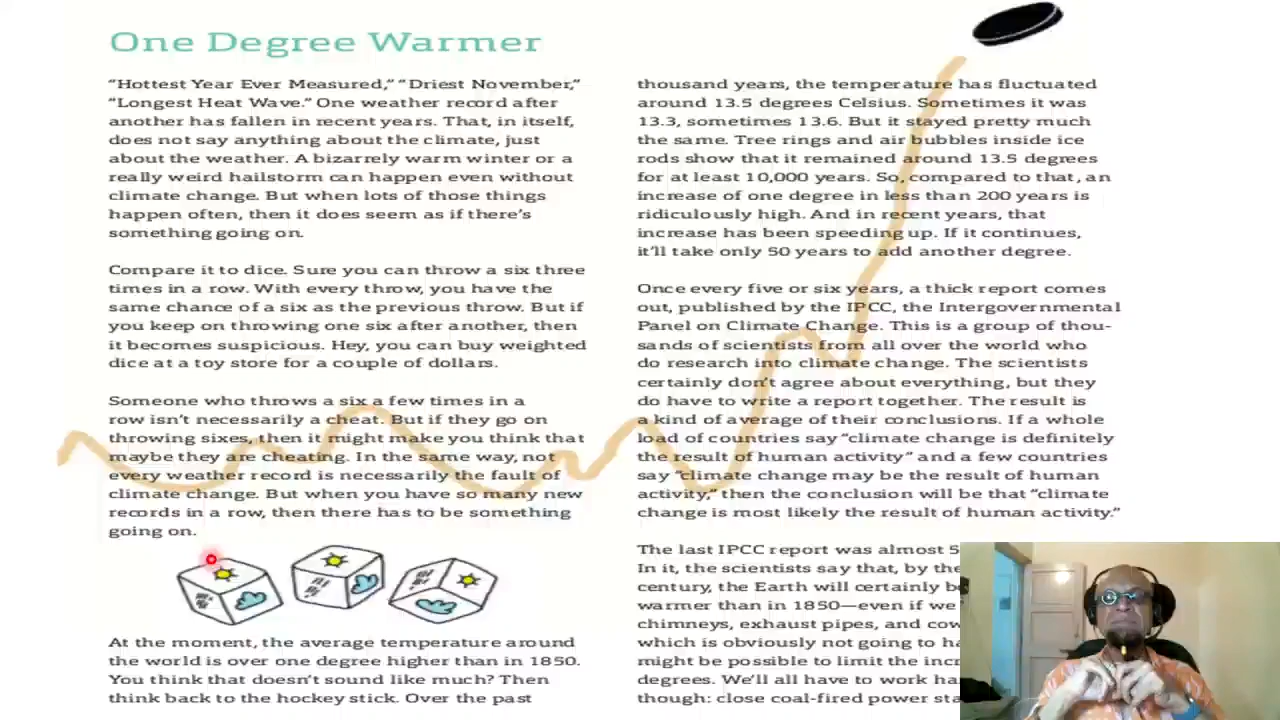 One Degree Warmer
"Hottest Year Ever Measured," "Driest November,"
"Longest Heat Wave." One weather record after
another has fallen in recent years. That, in itself,
does not say anything about the climate, just
about the weather. A bizarrely warm winter or a
really weird hailstorm can happen even without
climate change. But when lots of those things
happen often, then it does seem as if there's
something going on.
Compare it to dice. Sure you can throw a six three
times in a row. With every throw, you have the
same chance of a six as the previous throw. But if
you keep on throwing one six after another, then
it becomes suspicious. Hey, you can buy weighted
dice at a toy store for a couple of dollars.
Someone who throws a six a few times in a
row isn't necessarily a cheat. But if they go on
throwing sixes, then it might make you think that
maybe they are cheating. In the same way, not
every weather record is necessarily the fault of
climate change. But when you have so many new
records in a row, then there has to be something
going on.
At the moment, the average temperature around
the world is over one degree higher than in 1850.
You think that doesn't sound like much? Then
think back to the hockey stick. Over the past
thousand years, the temperature has fluctuated
around 13.5 degrees Celsius. Sometimes it was
13.3, sometimes 13.6. But it stayed pretty much
the same. Tree rings and air bubbles inside ice
rods show that it remained around 13.5 degrees
for at least 10,000 years. So, compared to that, an
increase of one degree in less than 200 years is
ridiculously high. And in recent years, that
increase has been speeding up. If it continues,
it'll take only 50 years to add another degree.
Once every five or six years, a thick report comes
out, published by the IPCC, the Intergovernmental
Panel on Climate Change. This is a group of thou-
sands of scientists from all over the world who
do research into climate change. The scientists
certainly don't agree about everything, but they
do have to write a report together. The result is
a kind of average of their conclusions. If a whole
load of countries say "climate change is definitely
the result of human activity" and a few countries
say "climate change may be the result of human
activity," then the conclusion will be that "climate
change is most likely the result of human activity."
The last IPCC report was almost 5
In it, the scientists say that, by the
century, the Earth will certainly
warmer than in 1850—even if we
chimneys, exhaust pipes, and
which is obviously not going to
might be possible to limit the
degrees. We'll all have to work
though: close coal-fired power